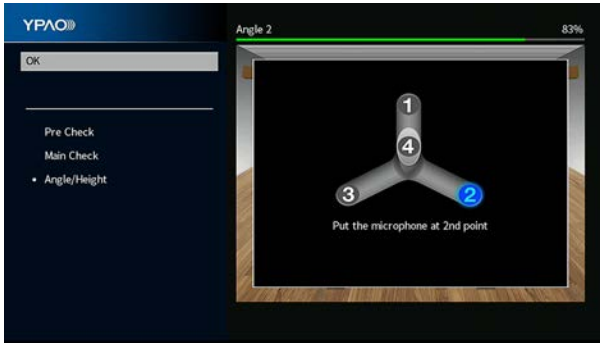 YPAO
OK
Pre Check
Main Check
• Angle/Height
Angle 2
83%
1
4
3
2
Put the microphone at 2nd point